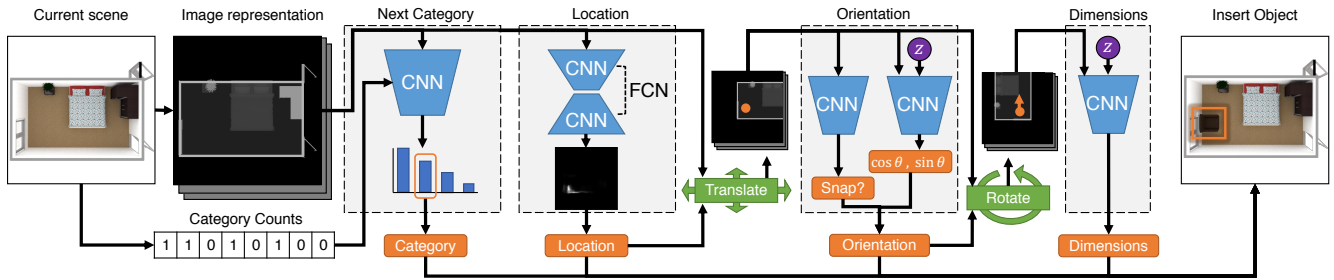 Current scene
Image representation
Next Category
Location
Orientation
Dimensions
Insert Object
CNN
CNN
CNN
FCN
z
CNN
CNN
z
CNN
cos θ , sin θ
Snap?
Translate
Rotate
Category Counts
1 1 0 1 0 1 0 0
Category
Location
Orientation
Dimensions